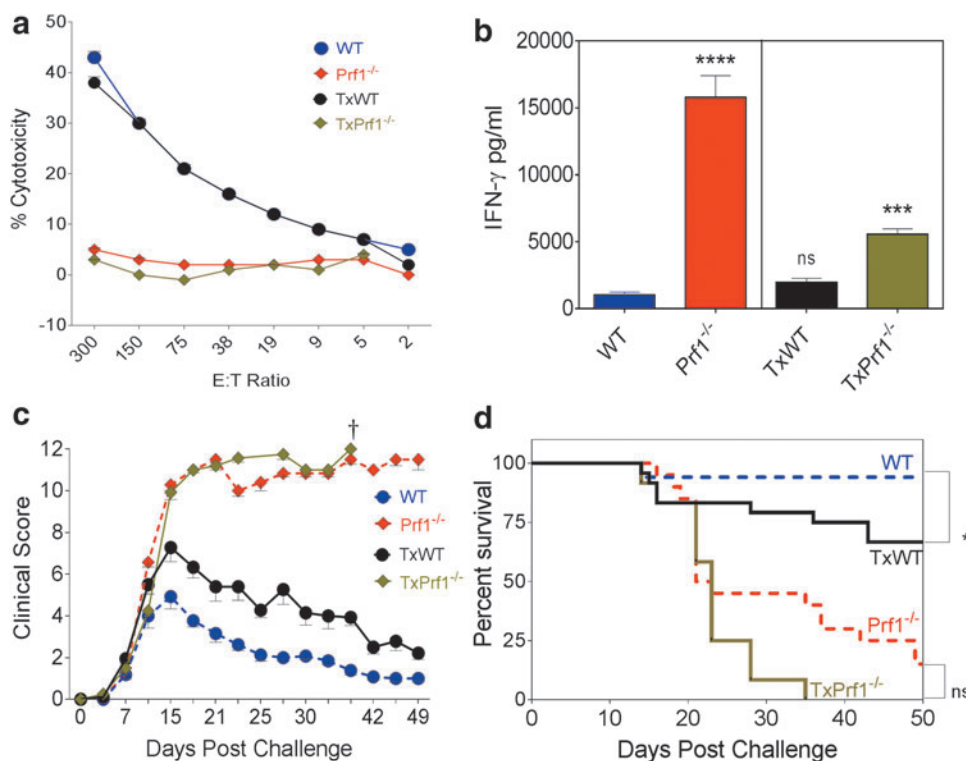 a
% Cytotoxicity
50
40
30
20
10
0
-10
300 150 75 38 19 9 5 2
E:T Ratio
WT
Prf1-/-
TxWT
TxPrf1-/-
b
IFN-γ pg/ml
20000
15000
10000
5000
0
****
ns
***
WT Prf1-/- TxWT TxPrf1-/-
c
Clinical Score
12
10
8
6
4
2
0
†
WT
Prf1-/-
TxWT
TxPrf1-/-
0 7 15 21 25 30 38 42 49
Days Post Challenge
d
Percent survival
100
75
50
25
0
WT
TxWT
Prf1-/-
TxPrf1-/-
*
ns
0 10 20 30 40 50
Days Post Challenge